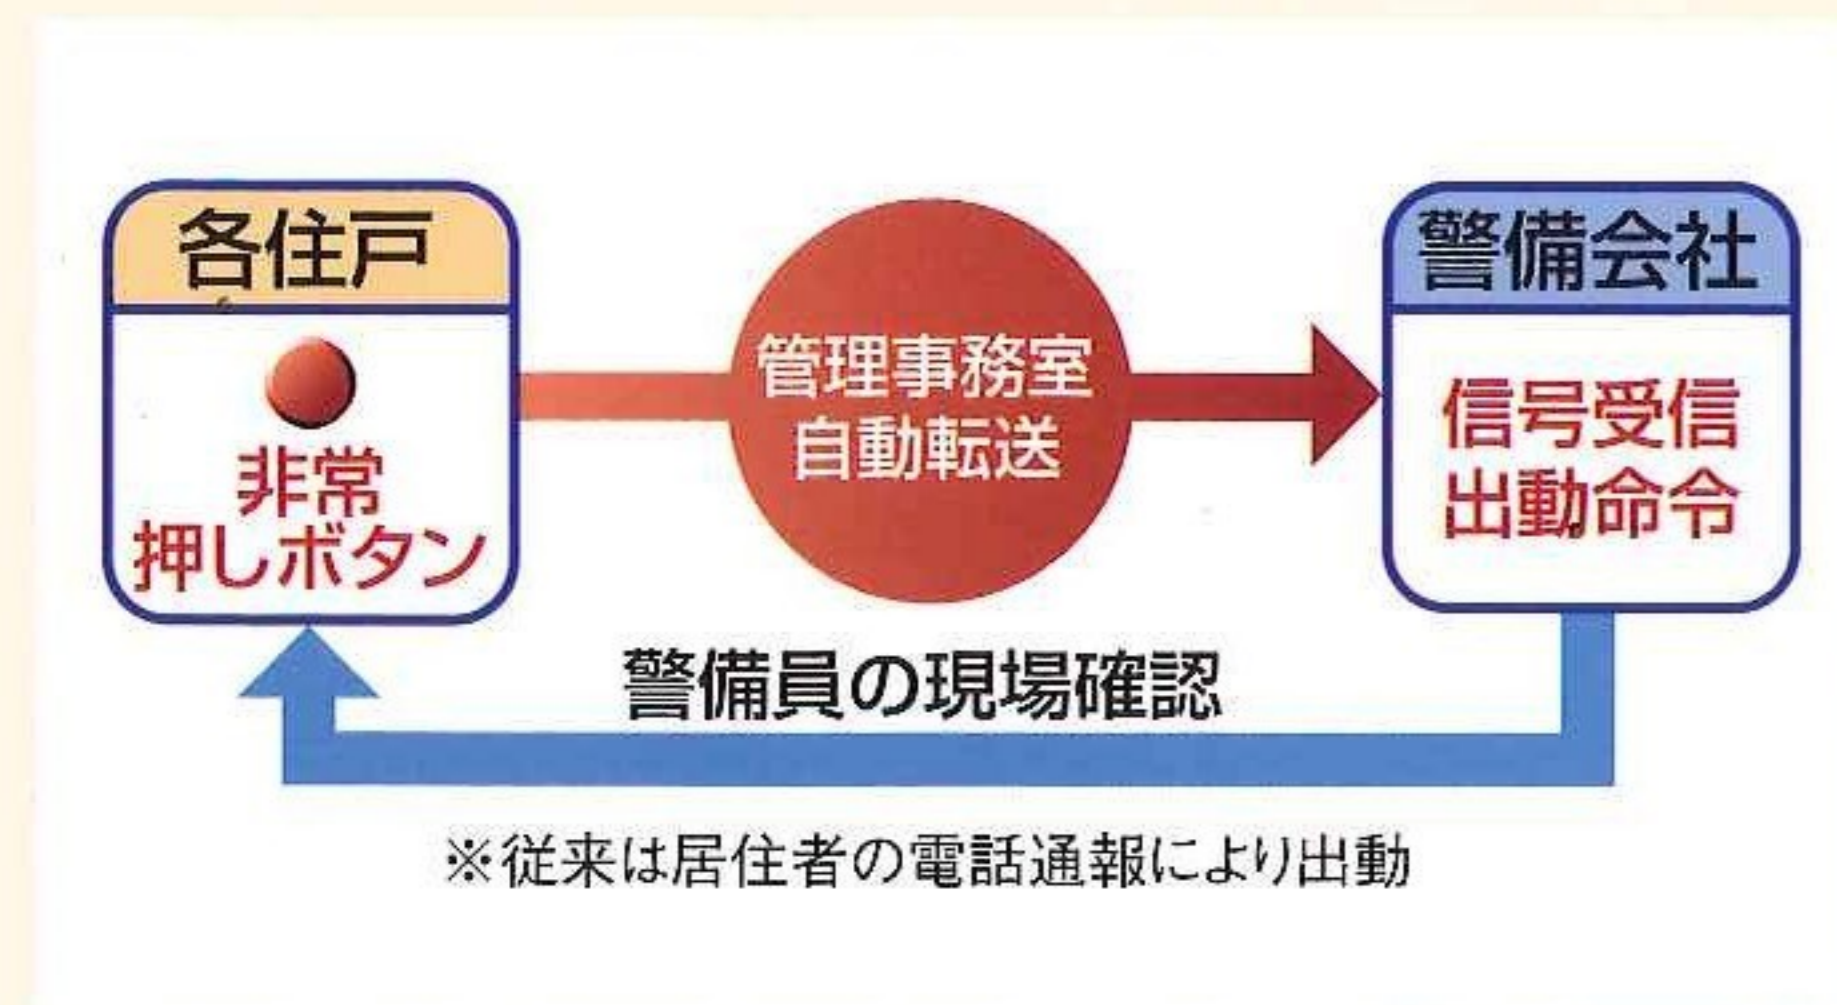 各住戸
非常
押しボタン
管理事務室
自動転送
警備会社
信号受信
出動命令
警備員の現場確認
※従来は居住者の電話通報により出動